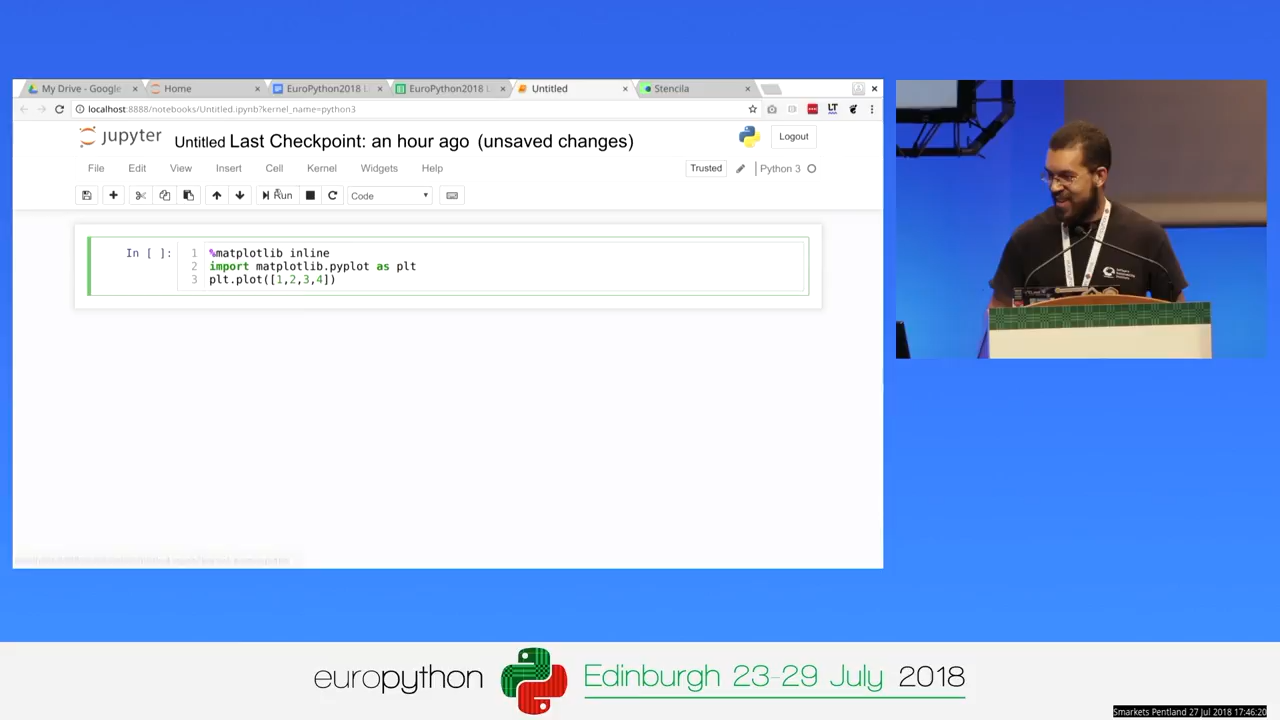 My Drive - Google
Home
EuroPython2018 L
EuroPython2018 L
Untitled
Stencila
localhost:8888/notebooks/Untitled.ipynb?kernel_name=python3
LT
jupyter
Untitled Last Checkpoint: an hour ago (unsaved changes)
Logout
File Edit View Insert Cell Kernel Widgets Help
Trusted
Python 3
Run
Code
In [ ]:
1 %matplotlib inline
2 import matplotlib.pyplot as plt
3 plt.plot([1,2,3,4])
europython
Edinburgh 23-29 July 2018
Smarkets Pentland 27 Jul 2018 17:46:20